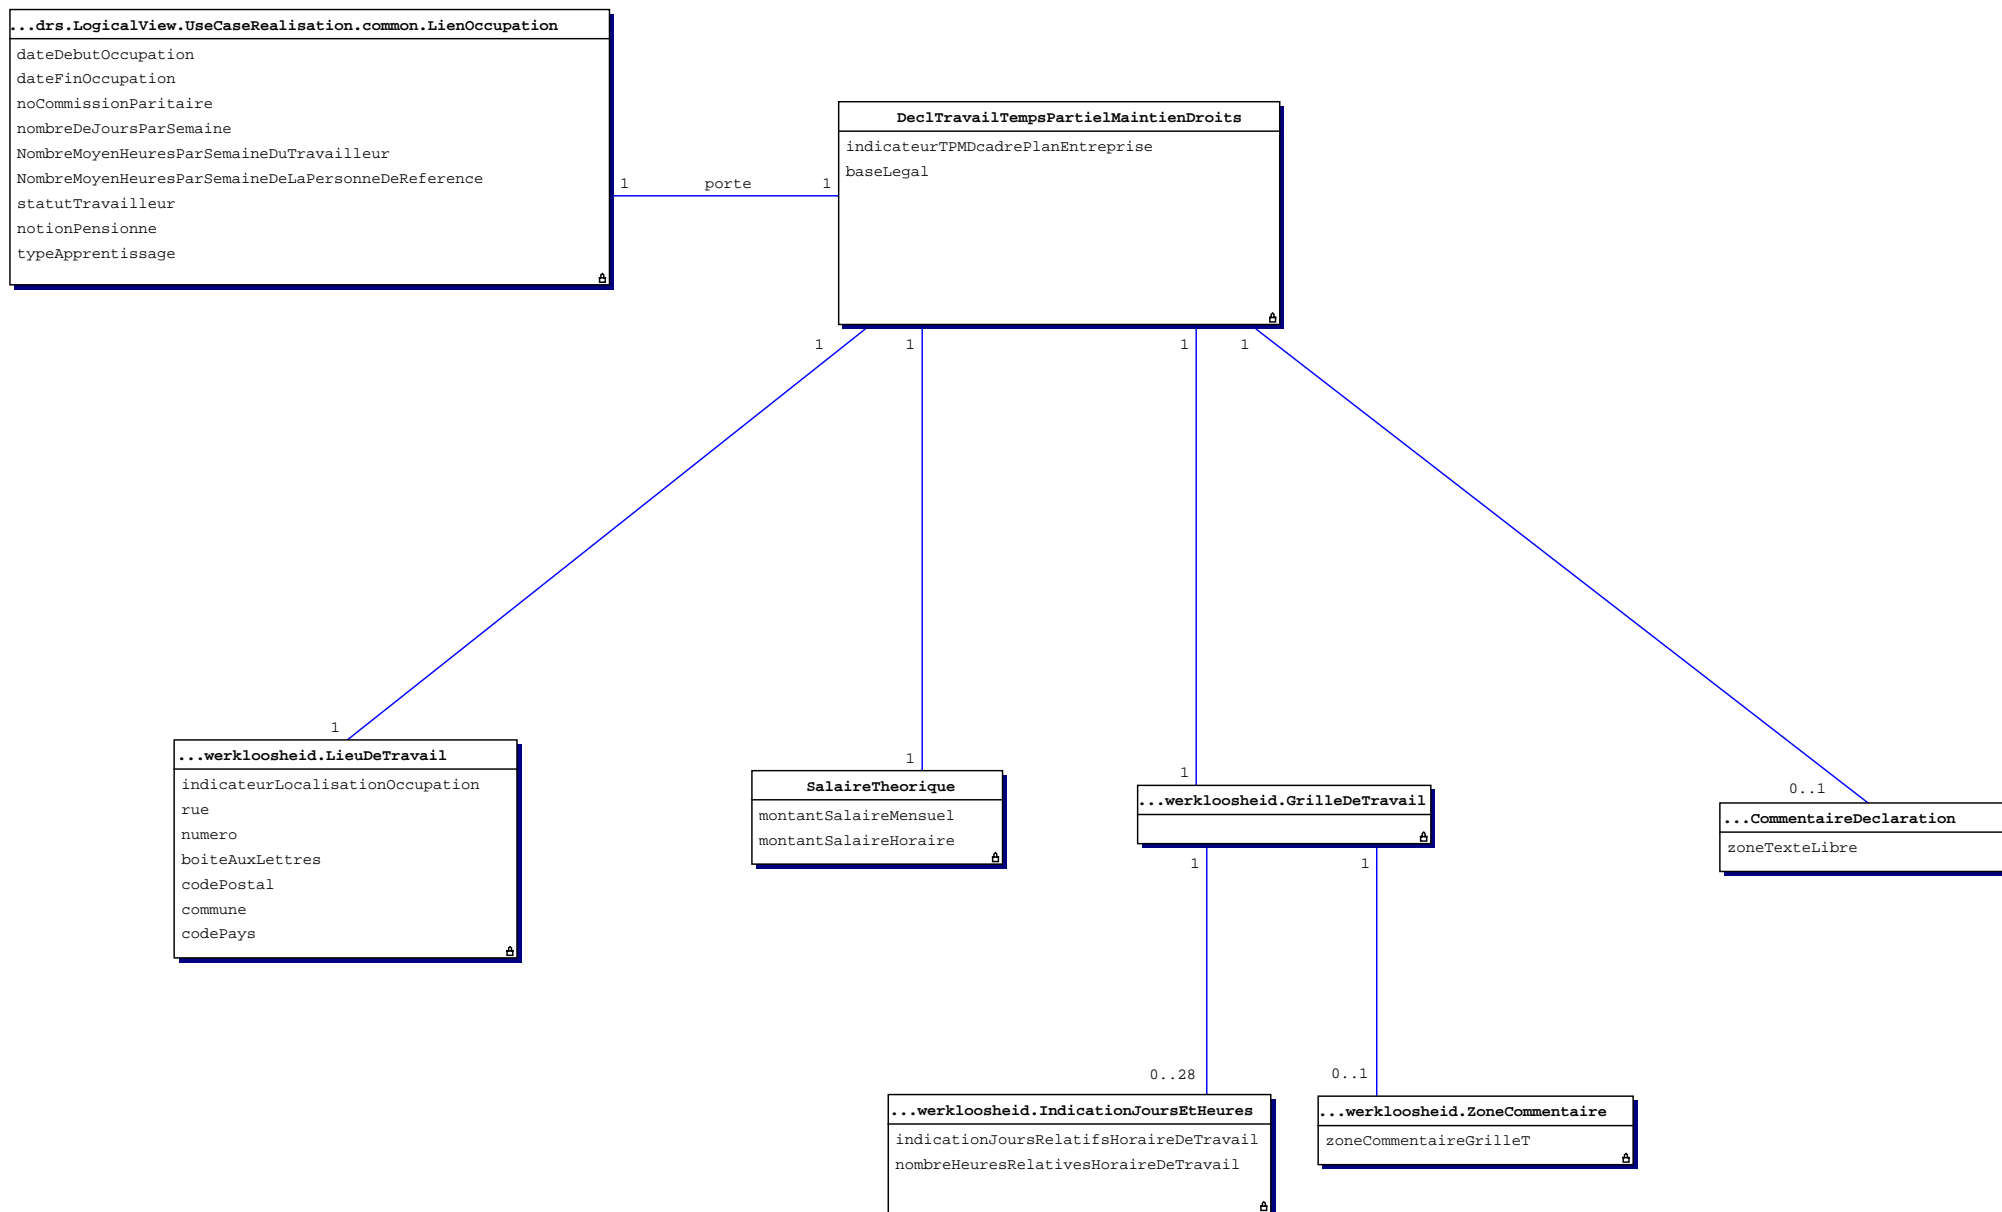 ...drs.LogicalView.UseCaseRealisation.common.LienOccupation
dateDebutOccupation
dateFinOccupation
noCommissionParitaire
nombreDeJoursParSemaine
NombreMoyenHeuresParSemaineDuTravailleur
NombreMoyenHeuresParSemaineDeLaPersonneDeReference
statutTravailleur
notionPensionne
typeApprentissage
1 porte 1
DeclTravailTempsPartielMaintienDroits
indicateurTPMDcadrePlanEntreprise
baseLegal
1 1 1 1
1
...werkloosheid.LieuDeTravail
indicateurLocalisationOccupation
rue
numero
boiteAuxLettres
codePostal
commune
codePays
1
SalaireTheorique
montantSalaireMensuel
montantSalaireHoraire
1
...werkloosheid.GrilleDeTravail
1 1
0..1
...CommentaireDeclaration
zoneTexteLibre
0..28
...werkloosheid.IndicationJoursEtHeures
indicationJoursRelatifsHoraireDeTravail
nombreHeuresRelativesHoraireDeTravail
0..1
...werkloosheid.ZoneCommentaire
zoneCommentaireGrilleT